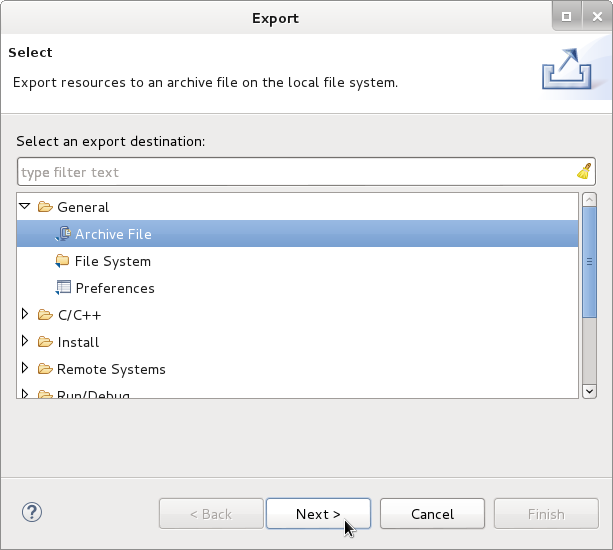 Export
Select
Export resources to an archive file on the local file system.
Select an export destination:
type filter text
General
Archive File
File System
Preferences
C/C++
Install
Remote Systems
Run/Debug
?
< Back
Next >
Cancel
Finish